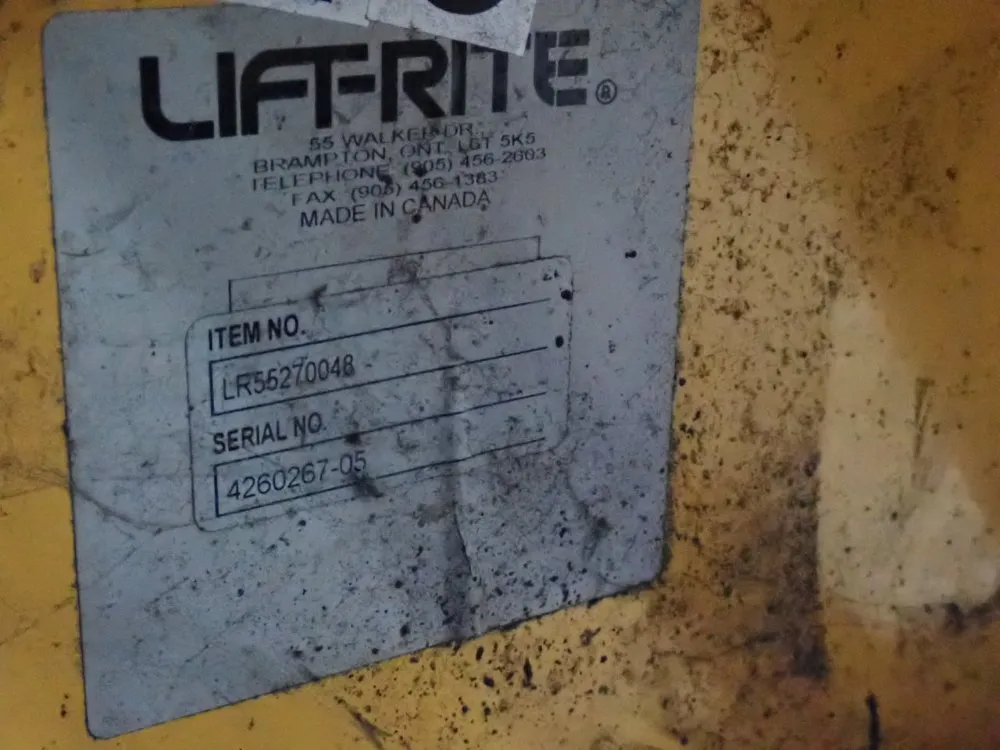 LIFT-RITE®
55 WALKER DR.
BRAMPTON, ONT. L6T 5K5
TELEPHONE (905) 456-2603
FAX (905) 456-1383
MADE IN CANADA
ITEM NO.
LR55270048
SERIAL NO.
4260267-05